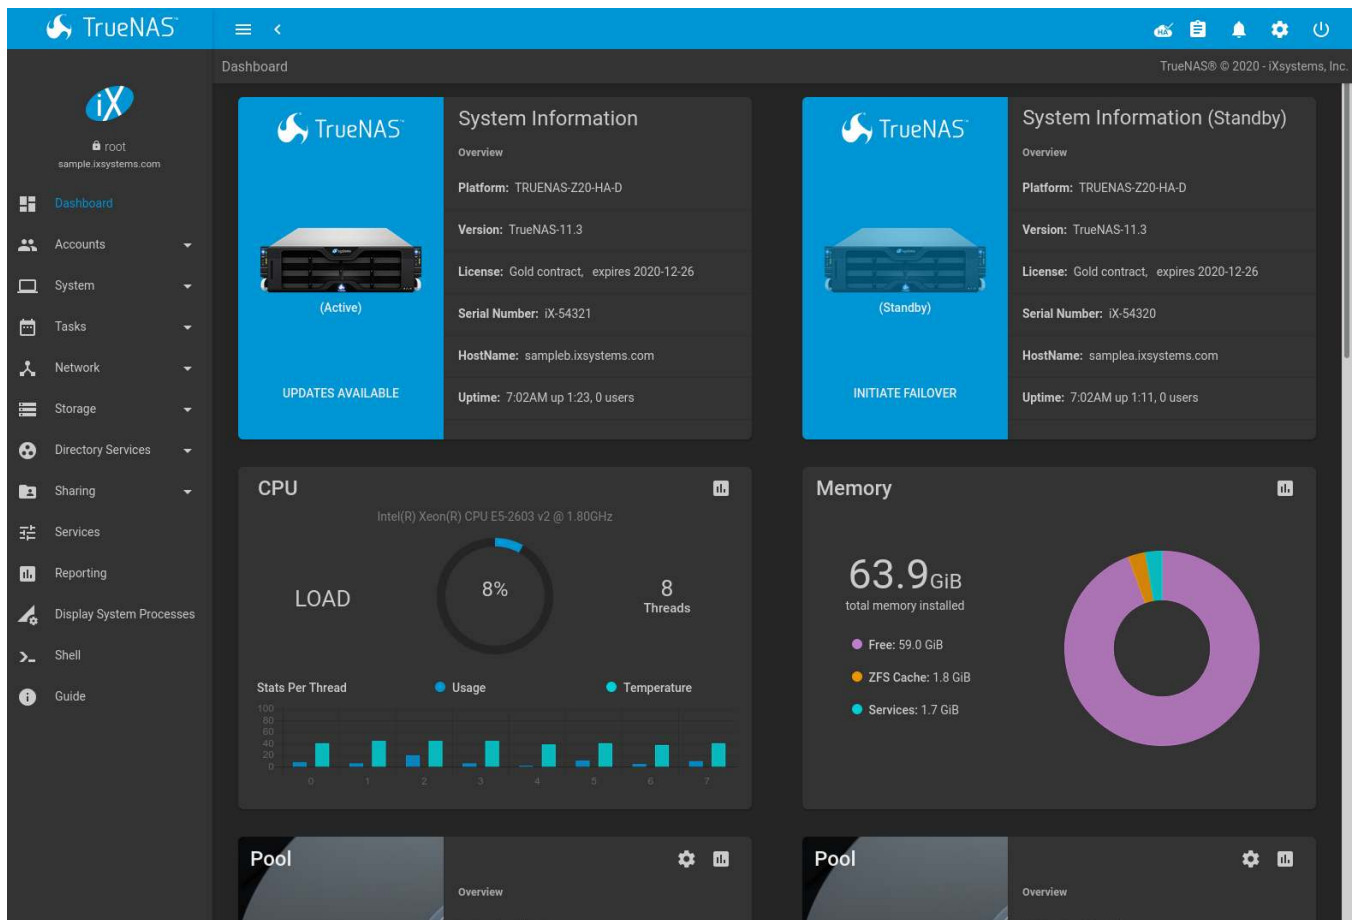 TrueNAS
HA
Dashboard
TrueNAS® © 2020 - iXsystems, Inc.
iX
root
sample.ixsystems.com
Dashboard
Accounts
System
Tasks
Network
Storage
Directory Services
Sharing
Services
Reporting
Display System Processes
Shell
Guide
TrueNAS
(Active)
UPDATES AVAILABLE
System Information
Overview
Platform: TRUENAS-Z20-HA-D
Version: TrueNAS-11.3
License: Gold contract, expires 2020-12-26
Serial Number: iX-54321
HostName: sampleb.ixsystems.com
Uptime: 7:02AM up 1:23, 0 users
TrueNAS
(Standby)
INITIATE FAILOVER
System Information (Standby)
Overview
Platform: TRUENAS-Z20-HA-D
Version: TrueNAS-11.3
License: Gold contract, expires 2020-12-26
Serial Number: iX-54320
HostName: samplea.ixsystems.com
Uptime: 7:02AM up 1:11, 0 users
CPU
Intel(R) Xeon(R) CPU E5-2603 v2 @ 1.80GHz
LOAD
8%
8
Threads
Stats Per Thread
Usage
Temperature
100
80
60
40
20
0
0 1 2 3 4 5 6 7
Memory
63.9 GiB
total memory installed
Free: 59.0 GiB
ZFS Cache: 1.8 GiB
Services: 1.7 GiB
Pool
Overview
Pool
Overview